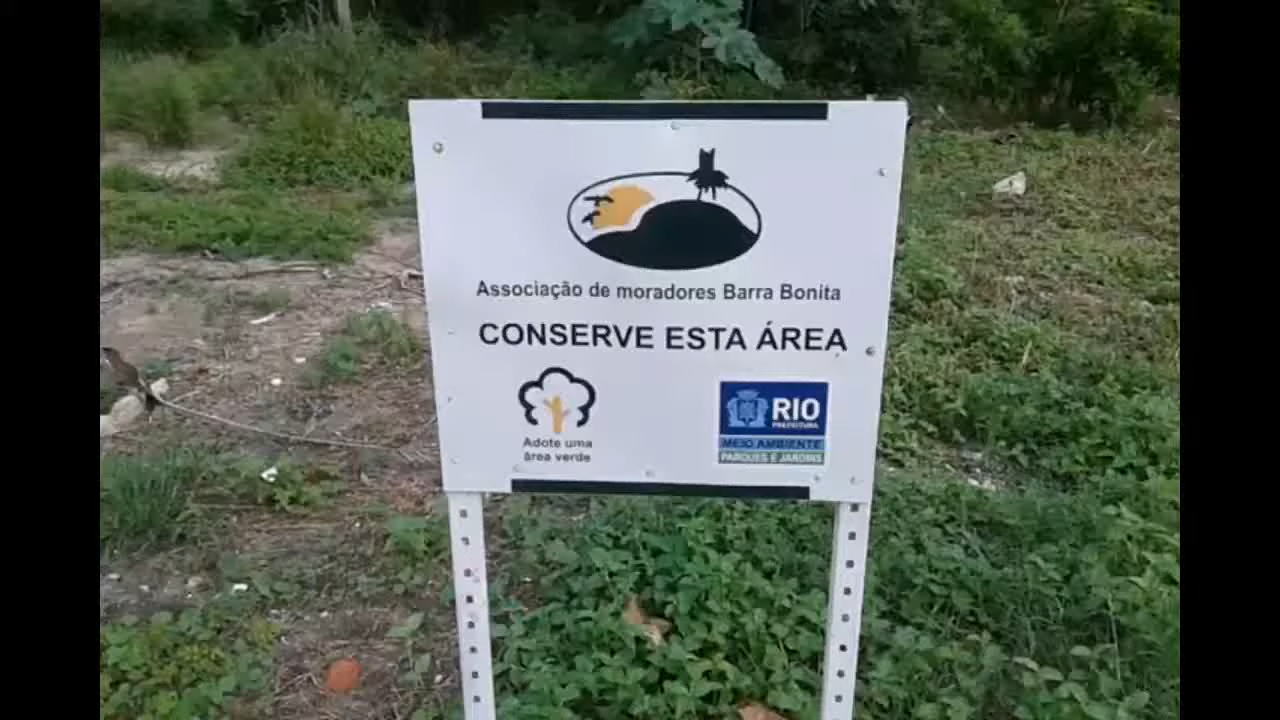 Associação de moradores Barra Bonita
CONSERVE ESTA ÁREA
Adote uma
área verde
RIO
PREFEITURA
MEIO AMBIENTE
PARQUES E JARDINS